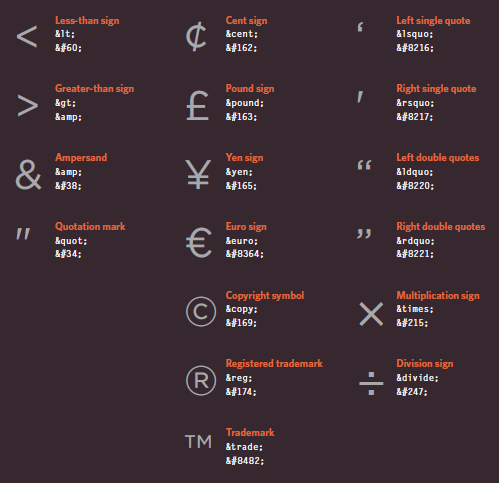 <
Less-than sign
&lt;
&#60;
>
Greater-than sign
&gt;
&amp;
&
Ampersand
&amp;
&#38;
"
Quotation mark
&quot;
&#34;
¢
Cent sign
&cent;
&#162;
£
Pound sign
&pound;
&#163;
¥
Yen sign
&yen;
&#165;
€
Euro sign
&euro;
&#8364;
©
Copyright symbol
&copy;
&#169;
®
Registered trademark
&reg;
&#174;
™
Trademark
&trade;
&#8482;
‘
Left single quote
&lsquo;
&#8216;
’
Right single quote
&rsquo;
&#8217;
“
Left double quotes
&ldquo;
&#8220;
”
Right double quotes
&rdquo;
&#8221;
×
Multiplication sign
&times;
&#215;
÷
Division sign
&divide;
&#247;